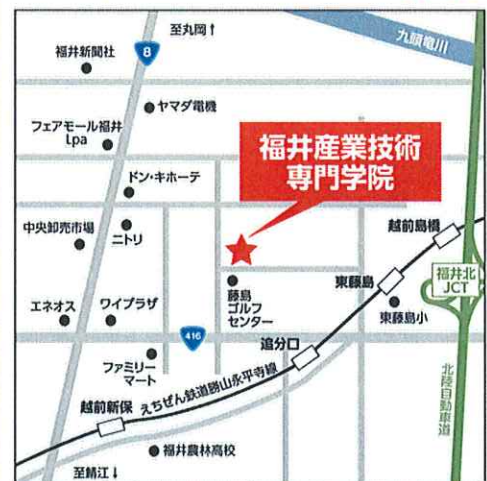 至丸岡↑
福井新聞社
8
九頭竜川
ヤマダ電機
フェアモール福井
Lpa
福井産業技術
専門学院
ドン・キホーテ
中央卸売市場
ニトリ
越前島橋
福井北
JCT
東藤島
藤島
ゴルフ
センター
東藤島小
エネオス
ワイプラザ
416
追分口
ファミリー
マート
えちぜん鉄道勝山永平寺線
北陸自動車道
越前新保
福井農林高校
至鯖江↓